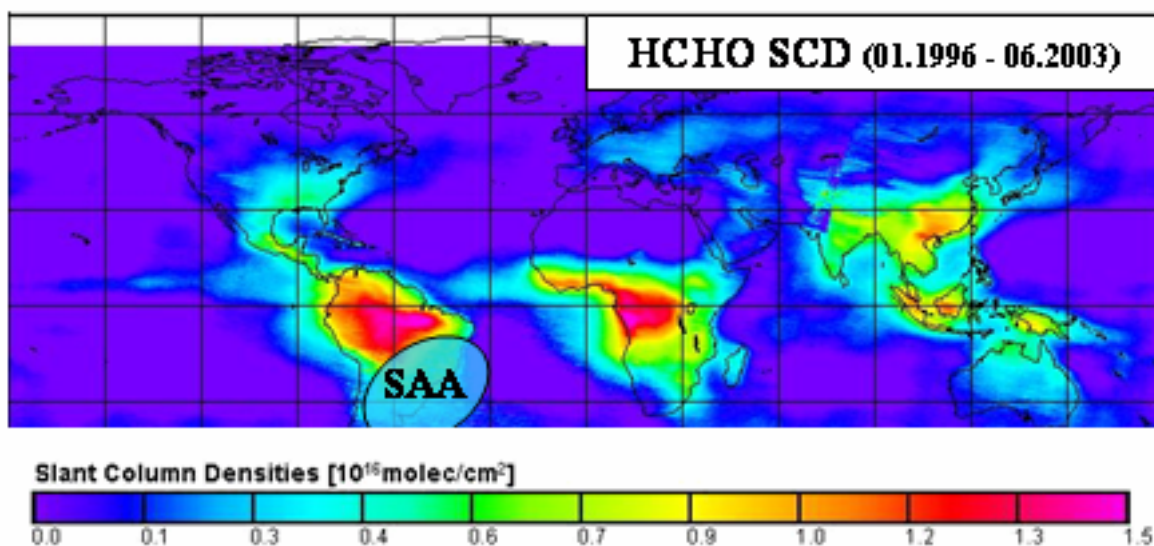 HCHO SCD (01.1996 - 06.2003)
SAA
Slant Column Densities [10¹⁶molec/cm²]
0.0 0.1 0.3 0.4 0.6 0.7 0.9 1.0 1.2 1.3 1.5